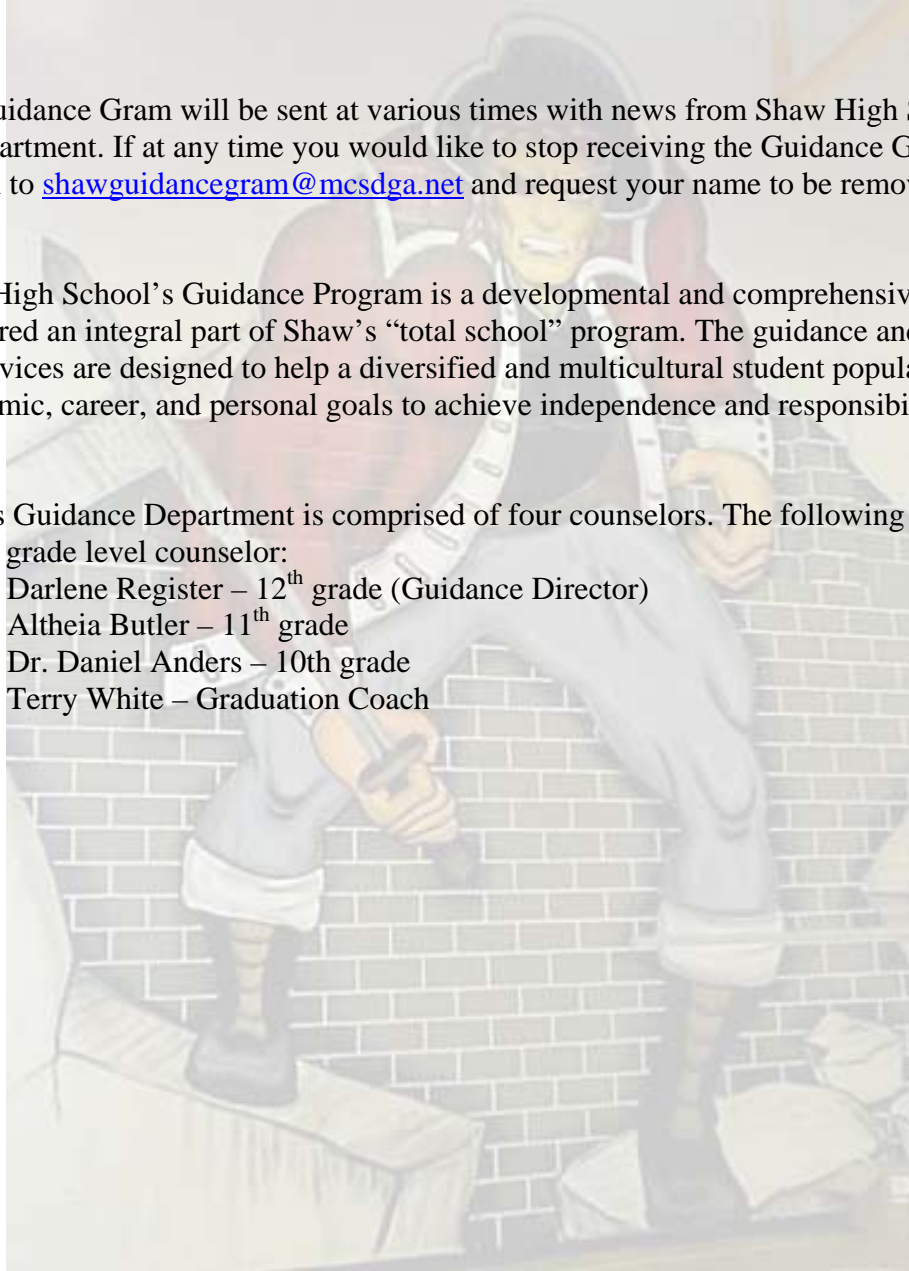 uidance Gram will be sent at various times with news from Shaw High
artment. If at any time you would like to stop receiving the Guidance G
to shawguidancegram@mcsdga.net and request your name to be remov
High School’s Guidance Program is a developmental and comprehensiv
red an integral part of Shaw’s “total school” program. The guidance and
vices are designed to help a diversified and multicultural student popula
mic, career, and personal goals to achieve independence and responsibi
s Guidance Department is comprised of four counselors. The following
grade level counselor:
Darlene Register – 12th grade (Guidance Director)
Altheia Butler – 11th grade
Dr. Daniel Anders – 10th grade
Terry White – Graduation Coach